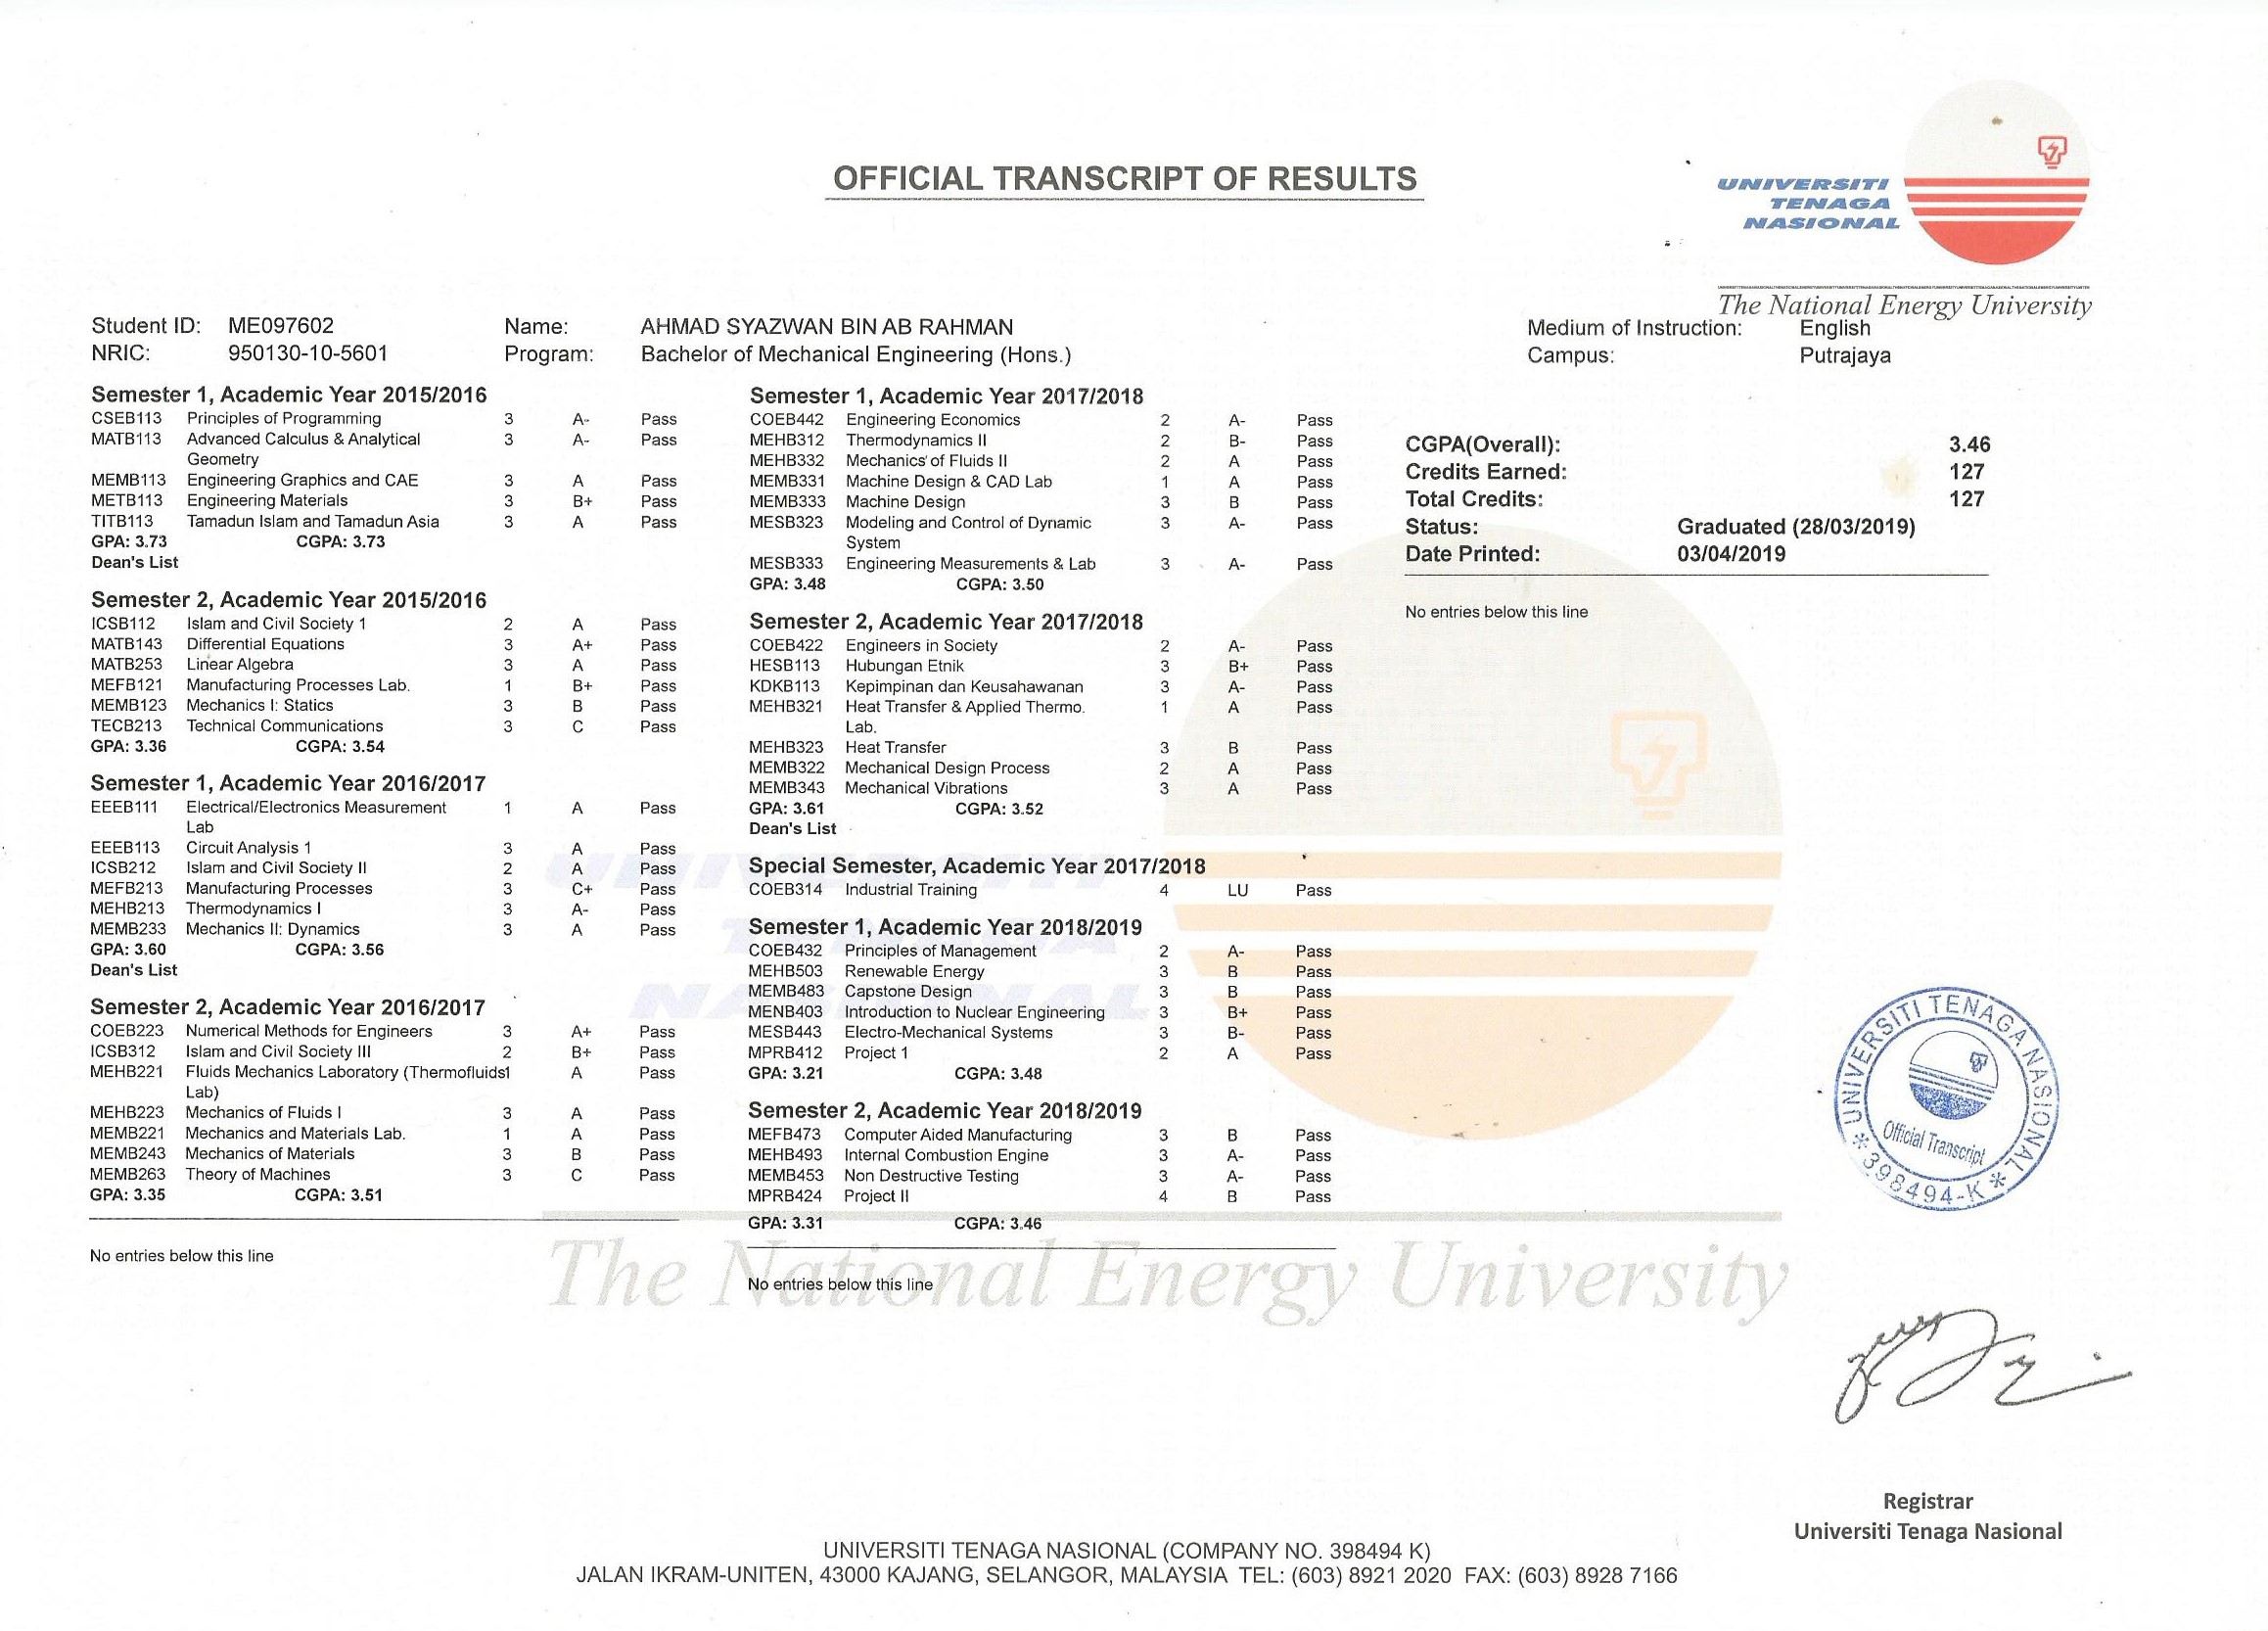 OFFICIAL TRANSCRIPT OF RESULTS
UNIVERSITI
TENAGA
NASIONAL
The National Energy University
Student ID: ME097602 Name: AHMAD SYAZWAN BIN AB RAHMAN Medium of Instruction: English
NRIC: 950130-10-5601 Program: Bachelor of Mechanical Engineering (Hons.) Campus: Putrajaya
Semester 1, Academic Year 2015/2016
CSEB113 Principles of Programming 3 A- Pass
MATB113 Advanced Calculus & Analytical 3 A- Pass
Geometry
MEMB113 Engineering Graphics and CAE 3 A Pass
METB113 Engineering Materials 3 B+ Pass
TITB113 Tamadun Islam and Tamadun Asia 3 A Pass
GPA: 3.73 CGPA: 3.73
Dean's List
Semester 2, Academic Year 2015/2016
ICSB112 Islam and Civil Society 1 2 A Pass
MATB143 Differential Equations 3 A+ Pass
MATB253 Linear Algebra 3 A Pass
MEFB121 Manufacturing Processes Lab. 1 B+ Pass
MEMB123 Mechanics I: Statics 3 B Pass
TECB213 Technical Communications 3 C Pass
GPA: 3.36 CGPA: 3.54
Semester 1, Academic Year 2016/2017
EEEB111 Electrical/Electronics Measurement 1 A Pass
Lab
EEEB113 Circuit Analysis 1 3 A Pass
ICSB212 Islam and Civil Society II 2 A Pass
MEFB213 Manufacturing Processes 3 C+ Pass
MEHB213 Thermodynamics I 3 A- Pass
MEMB233 Mechanics II: Dynamics 3 A Pass
GPA: 3.60 CGPA: 3.56
Dean's List
Semester 2, Academic Year 2016/2017
COEB223 Numerical Methods for Engineers 3 A+ Pass
ICSB312 Islam and Civil Society III 2 B+ Pass
MEHB221 Fluids Mechanics Laboratory (Thermofluids 1 A Pass
Lab)
MEHB223 Mechanics of Fluids I 3 A Pass
MEMB221 Mechanics and Materials Lab. 1 A Pass
MEMB243 Mechanics of Materials 3 B Pass
MEMB263 Theory of Machines 3 C Pass
GPA: 3.35 CGPA: 3.51
No entries below this line
Semester 1, Academic Year 2017/2018
COEB442 Engineering Economics 2 A- Pass
MEHB312 Thermodynamics II 2 B- Pass
MEHB332 Mechanics of Fluids II 2 A Pass
MEMB331 Machine Design & CAD Lab 1 A Pass
MEMB333 Machine Design 3 B Pass
MESB323 Modeling and Control of Dynamic 3 A- Pass
System
MESB333 Engineering Measurements & Lab 3 A- Pass
GPA: 3.48 CGPA: 3.50
Semester 2, Academic Year 2017/2018
COEB422 Engineers in Society 2 A- Pass
HESB113 Hubungan Etnik 3 B+ Pass
KDKB113 Kepimpinan dan Keusahawanan 3 A- Pass
MEHB321 Heat Transfer & Applied Thermo. 1 A Pass
Lab.
MEHB323 Heat Transfer 3 B Pass
MEMB322 Mechanical Design Process 2 A Pass
MEMB343 Mechanical Vibrations 3 A Pass
GPA: 3.61 CGPA: 3.52
Dean's List
Special Semester, Academic Year 2017/2018
COEB314 Industrial Training 4 LU Pass
Semester 1, Academic Year 2018/2019
COEB432 Principles of Management 2 A- Pass
MEHB503 Renewable Energy 3 B Pass
MEMB483 Capstone Design 3 B Pass
MENB403 Introduction to Nuclear Engineering 3 B+ Pass
MESB443 Electro-Mechanical Systems 3 B- Pass
MPRB412 Project 1 2 A Pass
GPA: 3.21 CGPA: 3.48
Semester 2, Academic Year 2018/2019
MEFB473 Computer Aided Manufacturing 3 B Pass
MEHB493 Internal Combustion Engine 3 A- Pass
MEMB453 Non Destructive Testing 3 A- Pass
MPRB424 Project II 4 B Pass
GPA: 3.31 CGPA: 3.46
No entries below this line
CGPA(Overall): 3.46
Credits Earned: 127
Total Credits: 127
Status: Graduated (28/03/2019)
Date Printed: 03/04/2019
No entries below this line
UNIVERSITI
TENAGA
NASIONAL
The National Energy University
UNIVERSITI TENAGA NASIONAL
Official Transcript
* 398494-K *
Registrar
Universiti Tenaga Nasional
UNIVERSITI TENAGA NASIONAL (COMPANY NO. 398494 K)
JALAN IKRAM-UNITEN, 43000 KAJANG, SELANGOR, MALAYSIA TEL: (603) 8921 2020 FAX: (603) 8928 7166